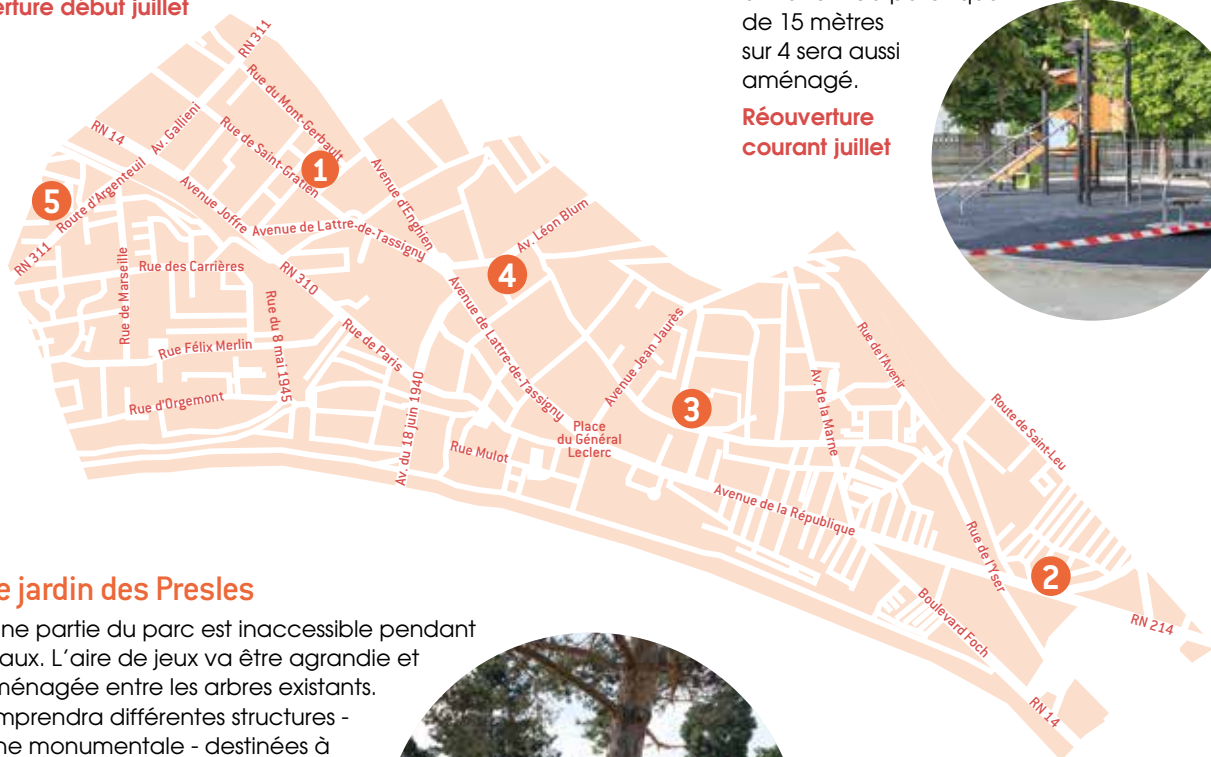 erture début juillet
de 15 mètres
sur 4 sera aussi
aménagé.
Réouverture
courant juillet
RN 311
Rue du Mont-Gerbault
Av. Gallieni
RN 14
Rue de Saint-Gratien
1
5
Route d'Argenteuil
Avenue Joffre
Avenue d'Enghien
Avenue de Lattre-de-Tassigny
Av. Léon Blum
RN 311
Rue de Marseille
Rue des Carrières
RN 310
4
Rue du 8 mai 1945
Avenue de Lattre-de-Tassigny
Rue de Paris
Rue Félix Merlin
Avenue Jean Jaurès
Rue de l'Avenir
Rue d'Orgemont
Av. du 18 juin 1940
3
Av. de la Marne
Route de Saint-Leu
Place
du Général
Leclerc
Rue Mulot
Avenue de la République
Rue de l'Yser
2
Boulevard Foch
RN 214
RN 14
e jardin des Presles
ne partie du parc est inaccessible pendant
aux. L'aire de jeux va être agrandie et
ménagée entre les arbres existants.
mprendra différentes structures -
ne monumentale - destinées à